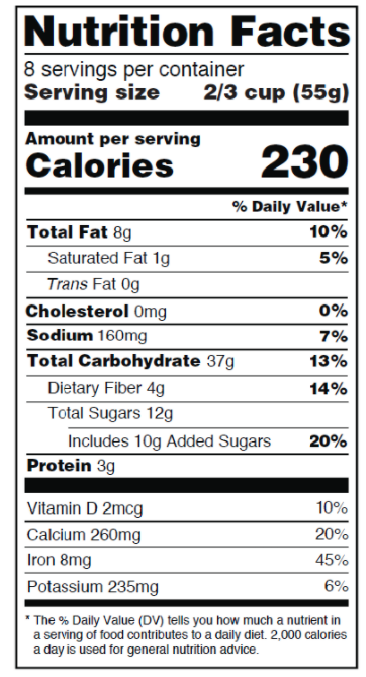 Nutrition Facts
8 servings per container
Serving size 2/3 cup (55g)
Amount per serving
Calories 230
% Daily Value*
Total Fat 8g 10%
Saturated Fat 1g 5%
Trans Fat 0g
Cholesterol 0mg 0%
Sodium 160mg 7%
Total Carbohydrate 37g 13%
Dietary Fiber 4g 14%
Total Sugars 12g
Includes 10g Added Sugars 20%
Protein 3g
Vitamin D 2mcg 10%
Calcium 260mg 20%
Iron 8mg 45%
Potassium 235mg 6%
* The % Daily Value (DV) tells you how much a nutrient in
a serving of food contributes to a daily diet. 2,000 calories
a day is used for general nutrition advice.